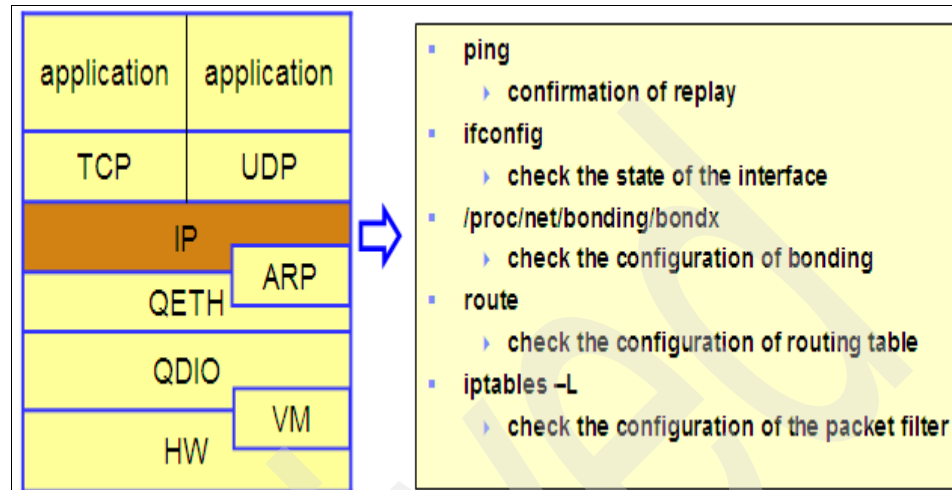 application application
TCP UDP
IP
ARP
QETH
QDIO
VM
HW
ping
confirmation of replay
ifconfig
check the state of the interface
/proc/net/bonding/bondx
check the configuration of bonding
route
check the configuration of routing table
iptables –L
check the configuration of the packet filter